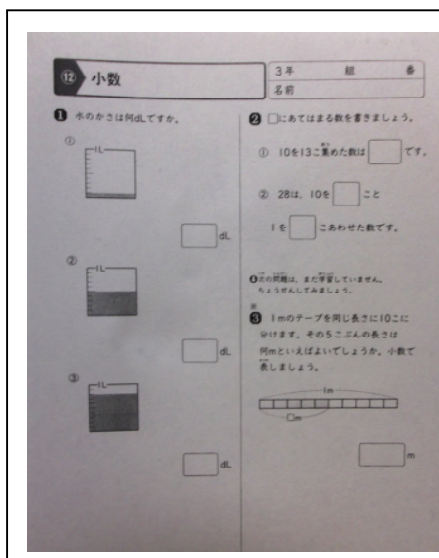 ⑫ 小数
3年 組 番
名前
❶ 水のかさは何dLですか。
①
1L
dL
②
1L
dL
③
1L
dL
❷ □にあてはまる数を書きましょう。
① 10を13こ集めた数は□です。
② 28は、10を□こと
1を□こあわせた数です。
次の問題は、まだ学習していません。
ちょうせんしてみましょう。
❸ 1mのテープを同じ長さに10こに
分けます。その5こぶんの長さは
何mといえばよいでしょうか。小数で
表しましょう。
1m
□m
m